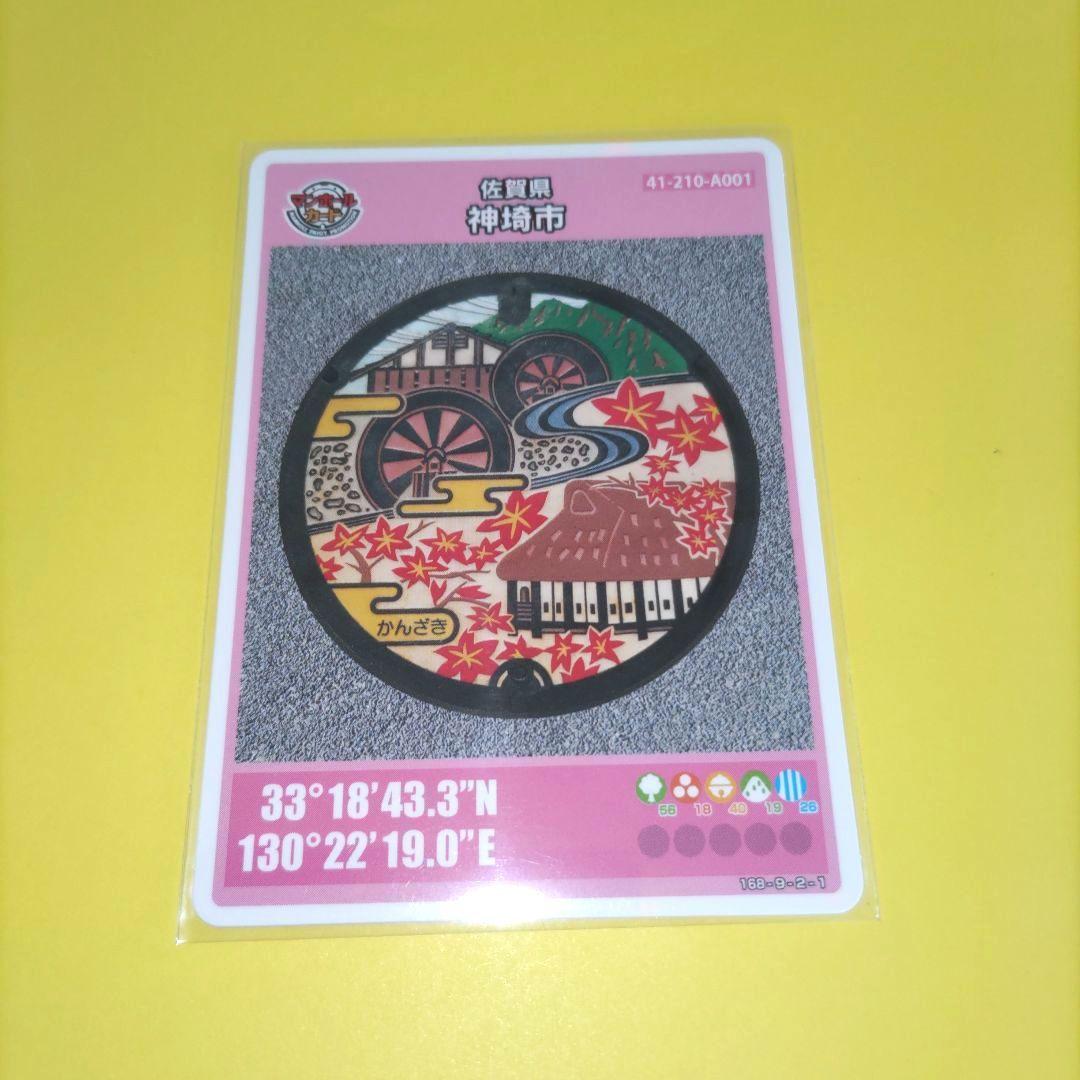 マンホール
カード
佐賀県
神埼市
41-210-A001
かんざき
33°18'43.3"N
130°22'19.0"E
56 18 40 19 26
168-9-2-1